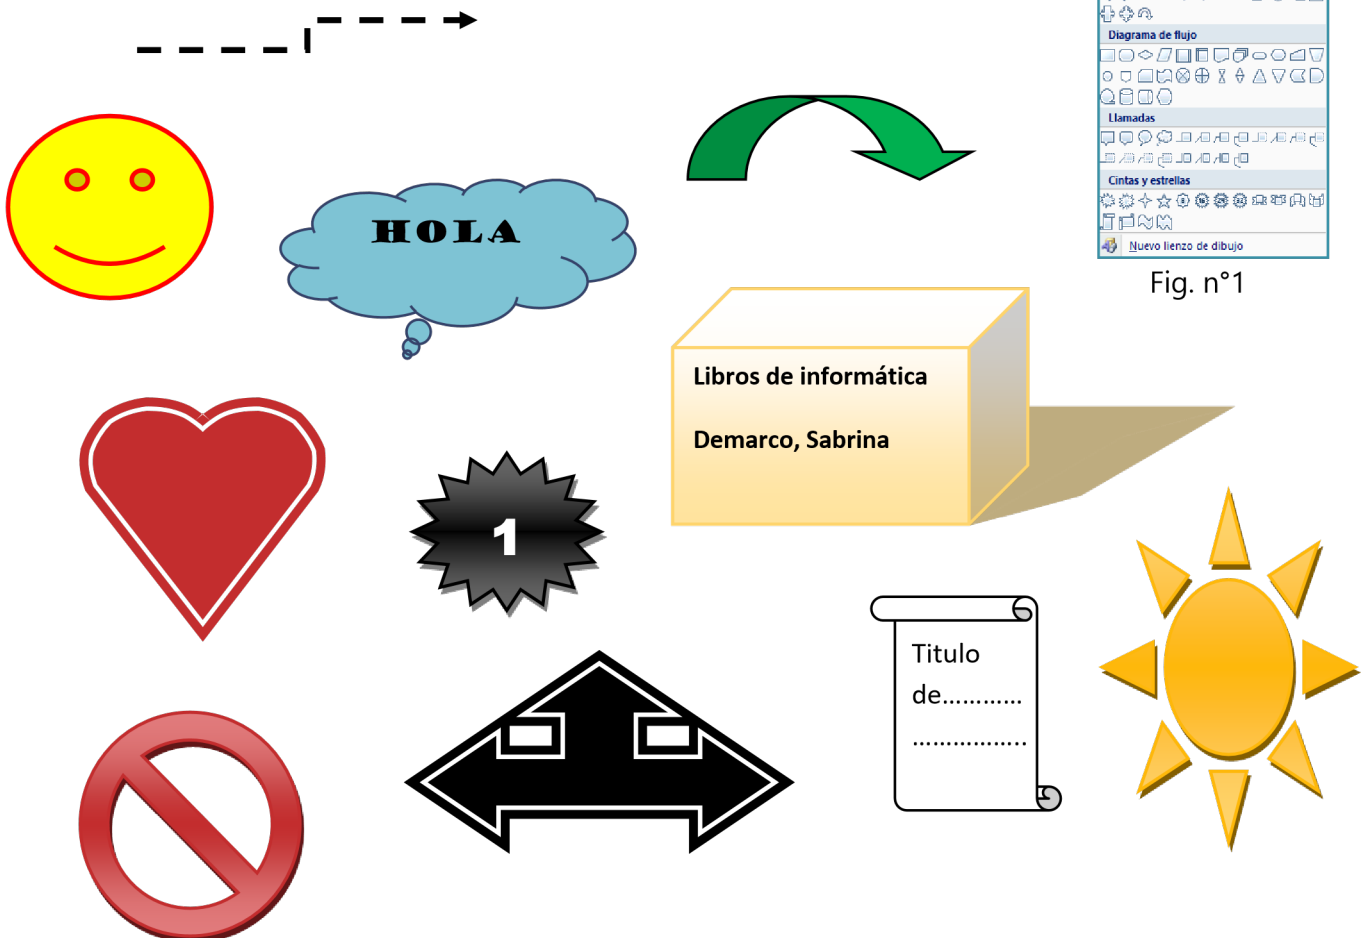 Diagrama de flujo
Llamadas
Cintas y estrellas
Nuevo lienzo de dibujo
Fig. n°1
HOLA
Libros de informática
Demarco, Sabrina
1
Titulo
de............
.................